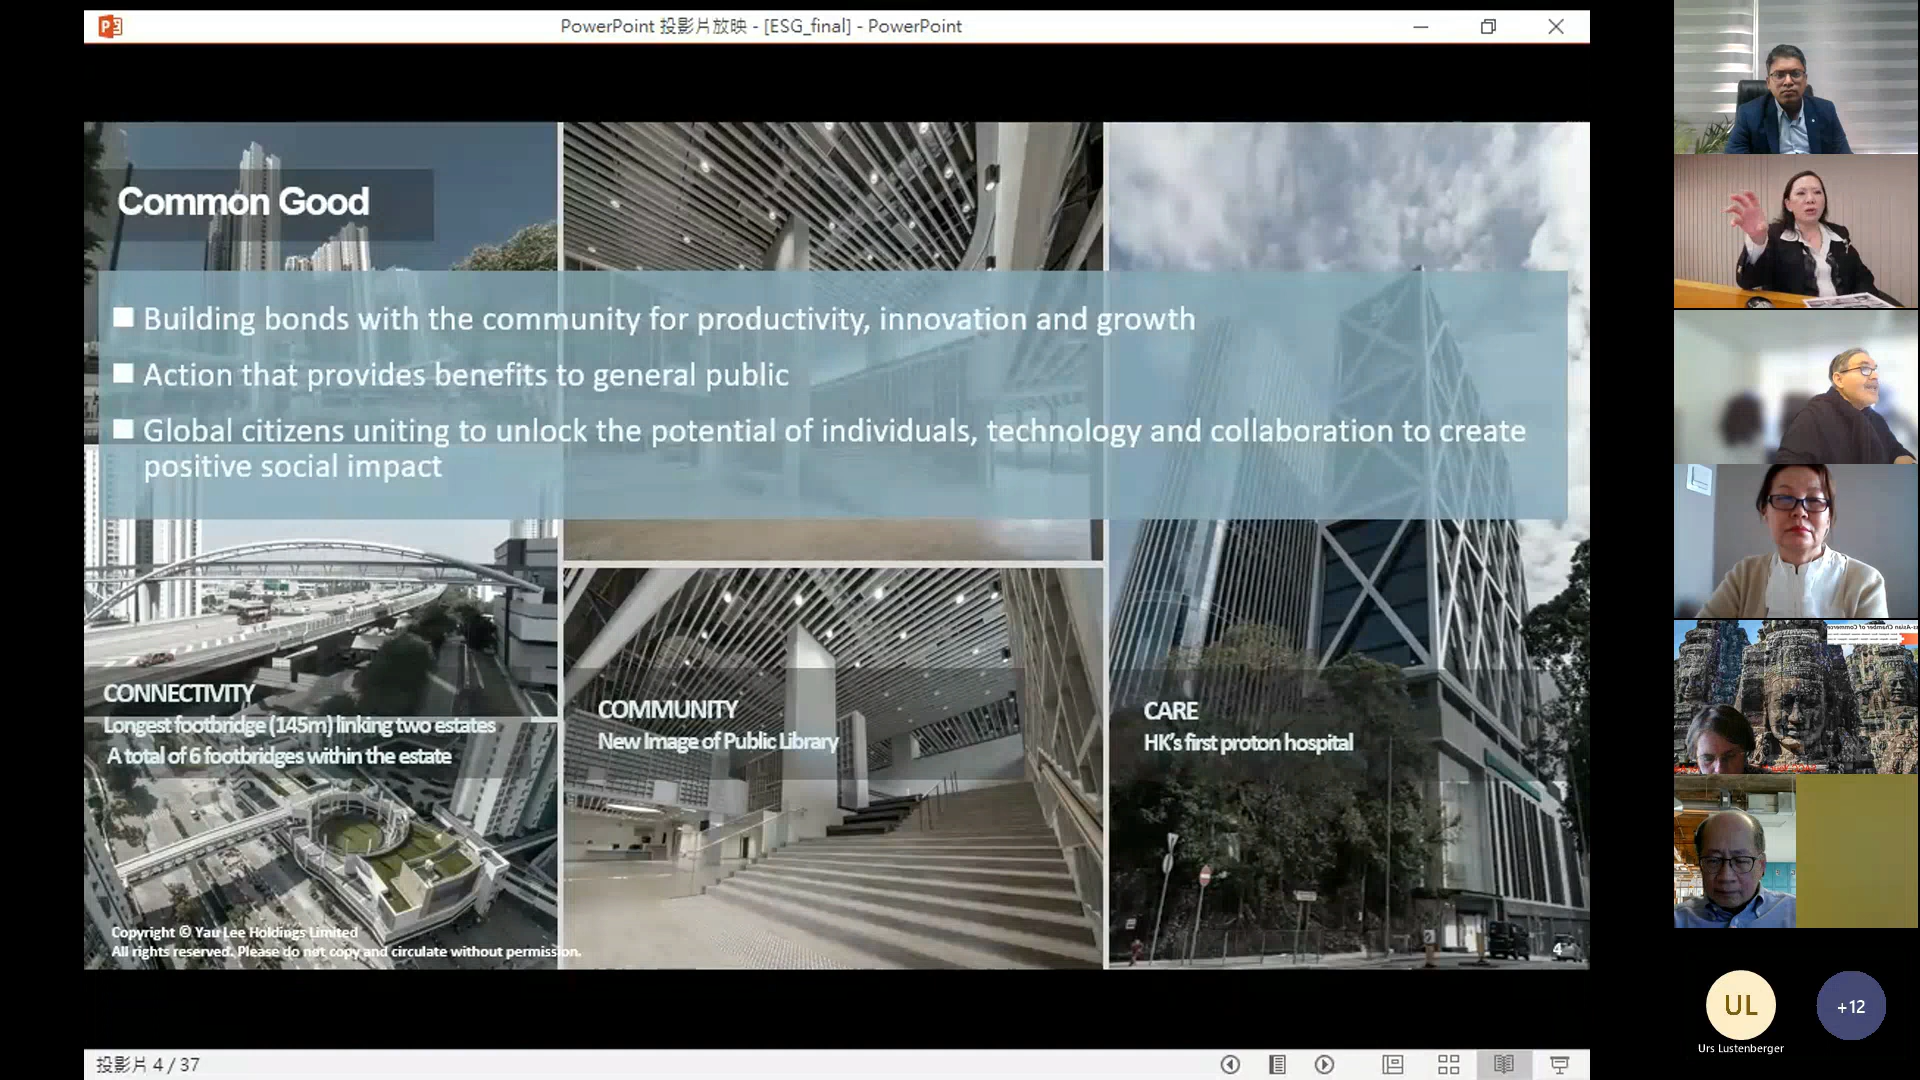 PowerPoint 投影片放映 - [ESG_final] - PowerPoint
Common Good
Building bonds with the community for productivity, innovation and growth
Action that provides benefits to general public
Global citizens uniting to unlock the potential of individuals, technology and collaboration to create
positive social impact
CONNECTIVITY
Longest footbridge (145m) linking two estates
A total of 6 footbridges within the estate
COMMUNITY
New Image of Public Library
CARE
HK's first proton hospital
Copyright © Yau Lee Holdings Limited
All rights reserved. Please do not copy and circulate without permission.
4
投影片 4 / 37
UL
+12
Urs Lustenberger